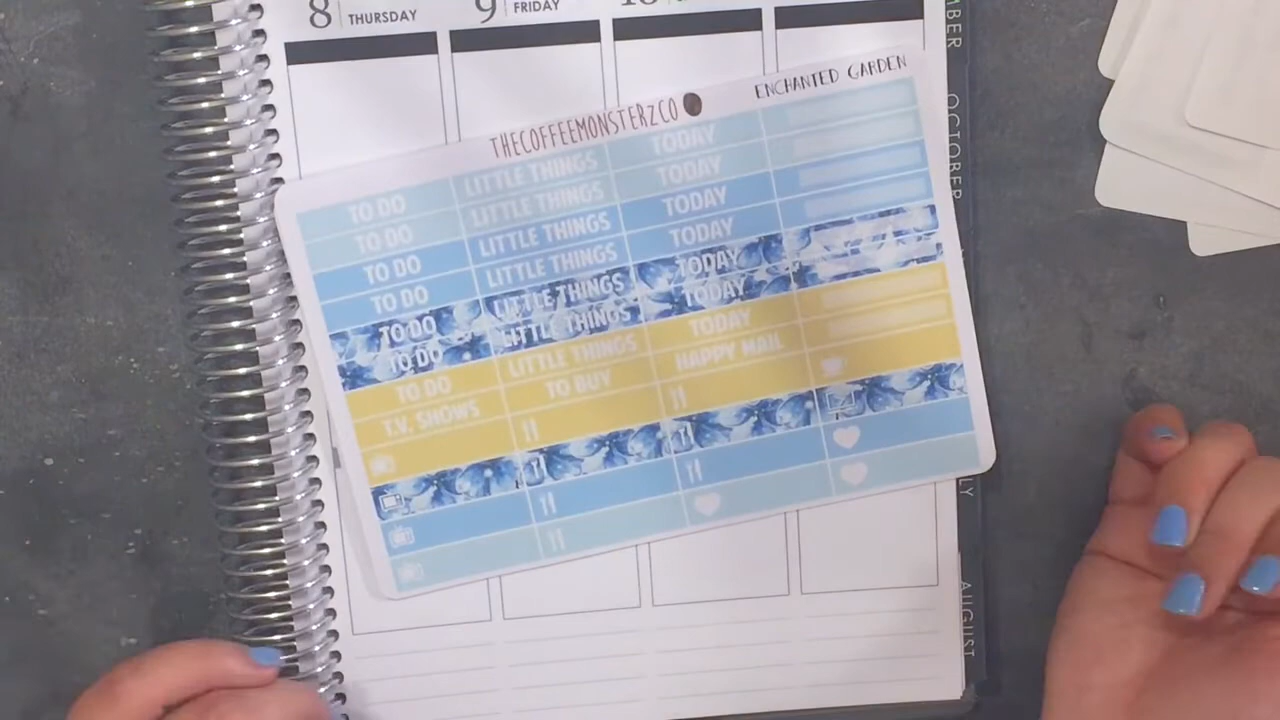 8 THURSDAY 9 FRIDAY
THECOFFEEMONSTERZCO ENCHANTED GARDEN
TO DO LITTLE THINGS TODAY
TO DO LITTLE THINGS TODAY
TO DO LITTLE THINGS TODAY
TO DO LITTLE THINGS TODAY
TO DO LITTLE THINGS TODAY
TO DO LITTLE THINGS TODAY
TO DO LITTLE THINGS TODAY
T.V. SHOWS TO BUY HAPPY MAIL
OCTOBER
AUGUST